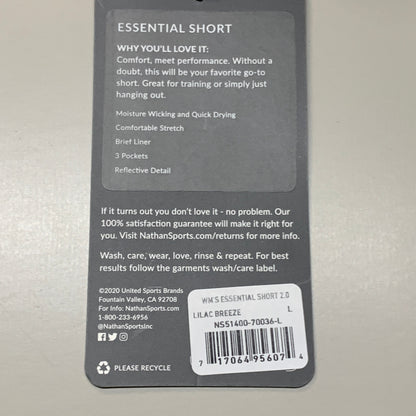 ESSENTIAL SHORT
WHY YOU'LL LOVE IT:
Comfort, meet performance. Without a
doubt, this will be your favorite go-to
short. Great for training or simply just
hanging out.
Moisture Wicking and Quick Drying
Comfortable Stretch
Brief Liner
3 Pockets
Reflective Detail
If it turns out you don't love it - no problem. Our
100% satisfaction guarantee will make it right for
you. Visit NathanSports.com/returns for more info.
Wash, care, wear, love, rinse & repeat. For best
results follow the garments wash/care label.
©2020 United Sports Brands
Fountain Valley, CA 92708
For Info: NathanSports.com
1-800-233-6956
@NathanSportsInc
PLEASE RECYCLE
WM'S ESSENTIAL SHORT 2.0
LILAC BREEZE L
NS51400-70036-L
7 17064 95607 4